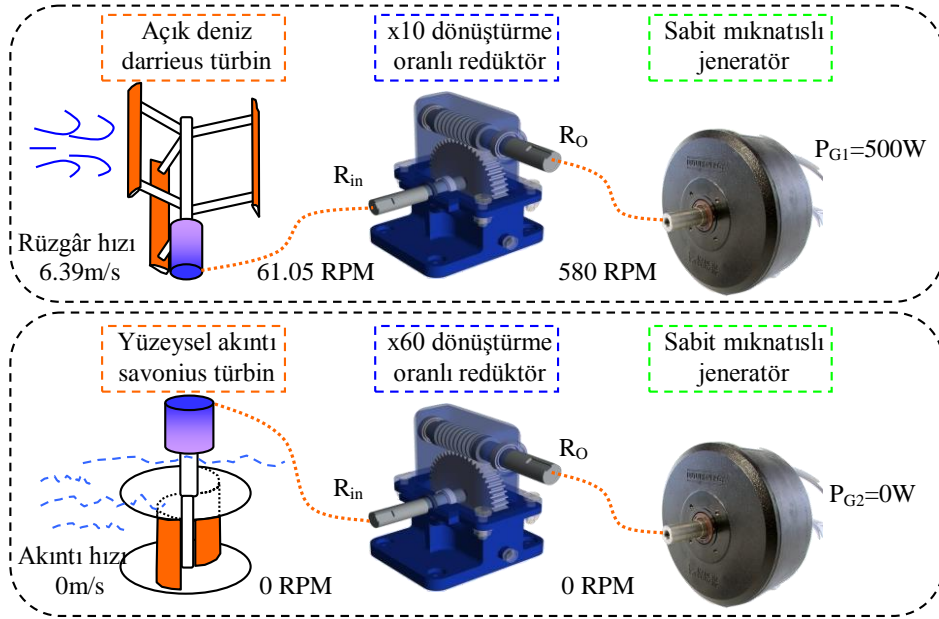 Açık deniz
darrieus türbin
x10 dönüştürme
oranlı redüktör
Sabit mıknatıslı
jeneratör
R_in
R_O
P_G1=500W
Rüzgâr hızı
6.39m/s
61.05 RPM
580 RPM
Yüzeysel akıntı
savonius türbin
x60 dönüştürme
oranlı redüktör
Sabit mıknatıslı
jeneratör
R_in
R_O
P_G2=0W
Akıntı hızı
0m/s
0 RPM
0 RPM